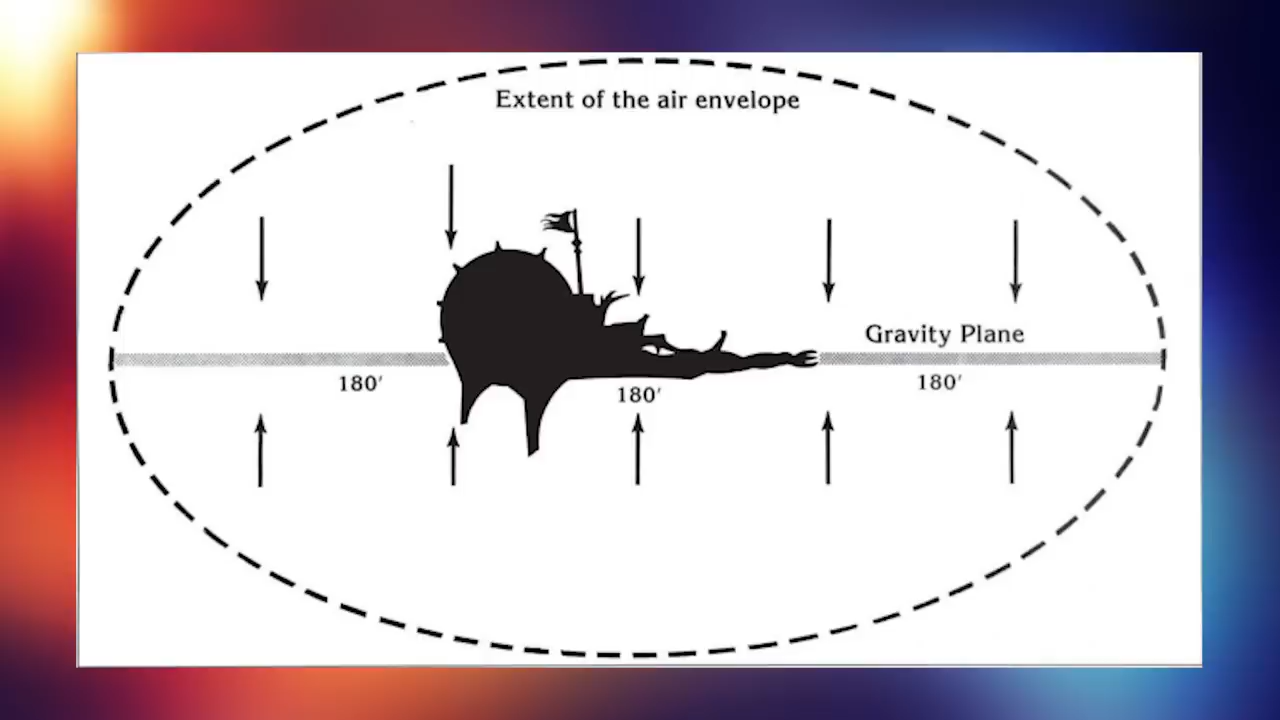 Extent of the air envelope
Gravity Plane
180′
180′
180′